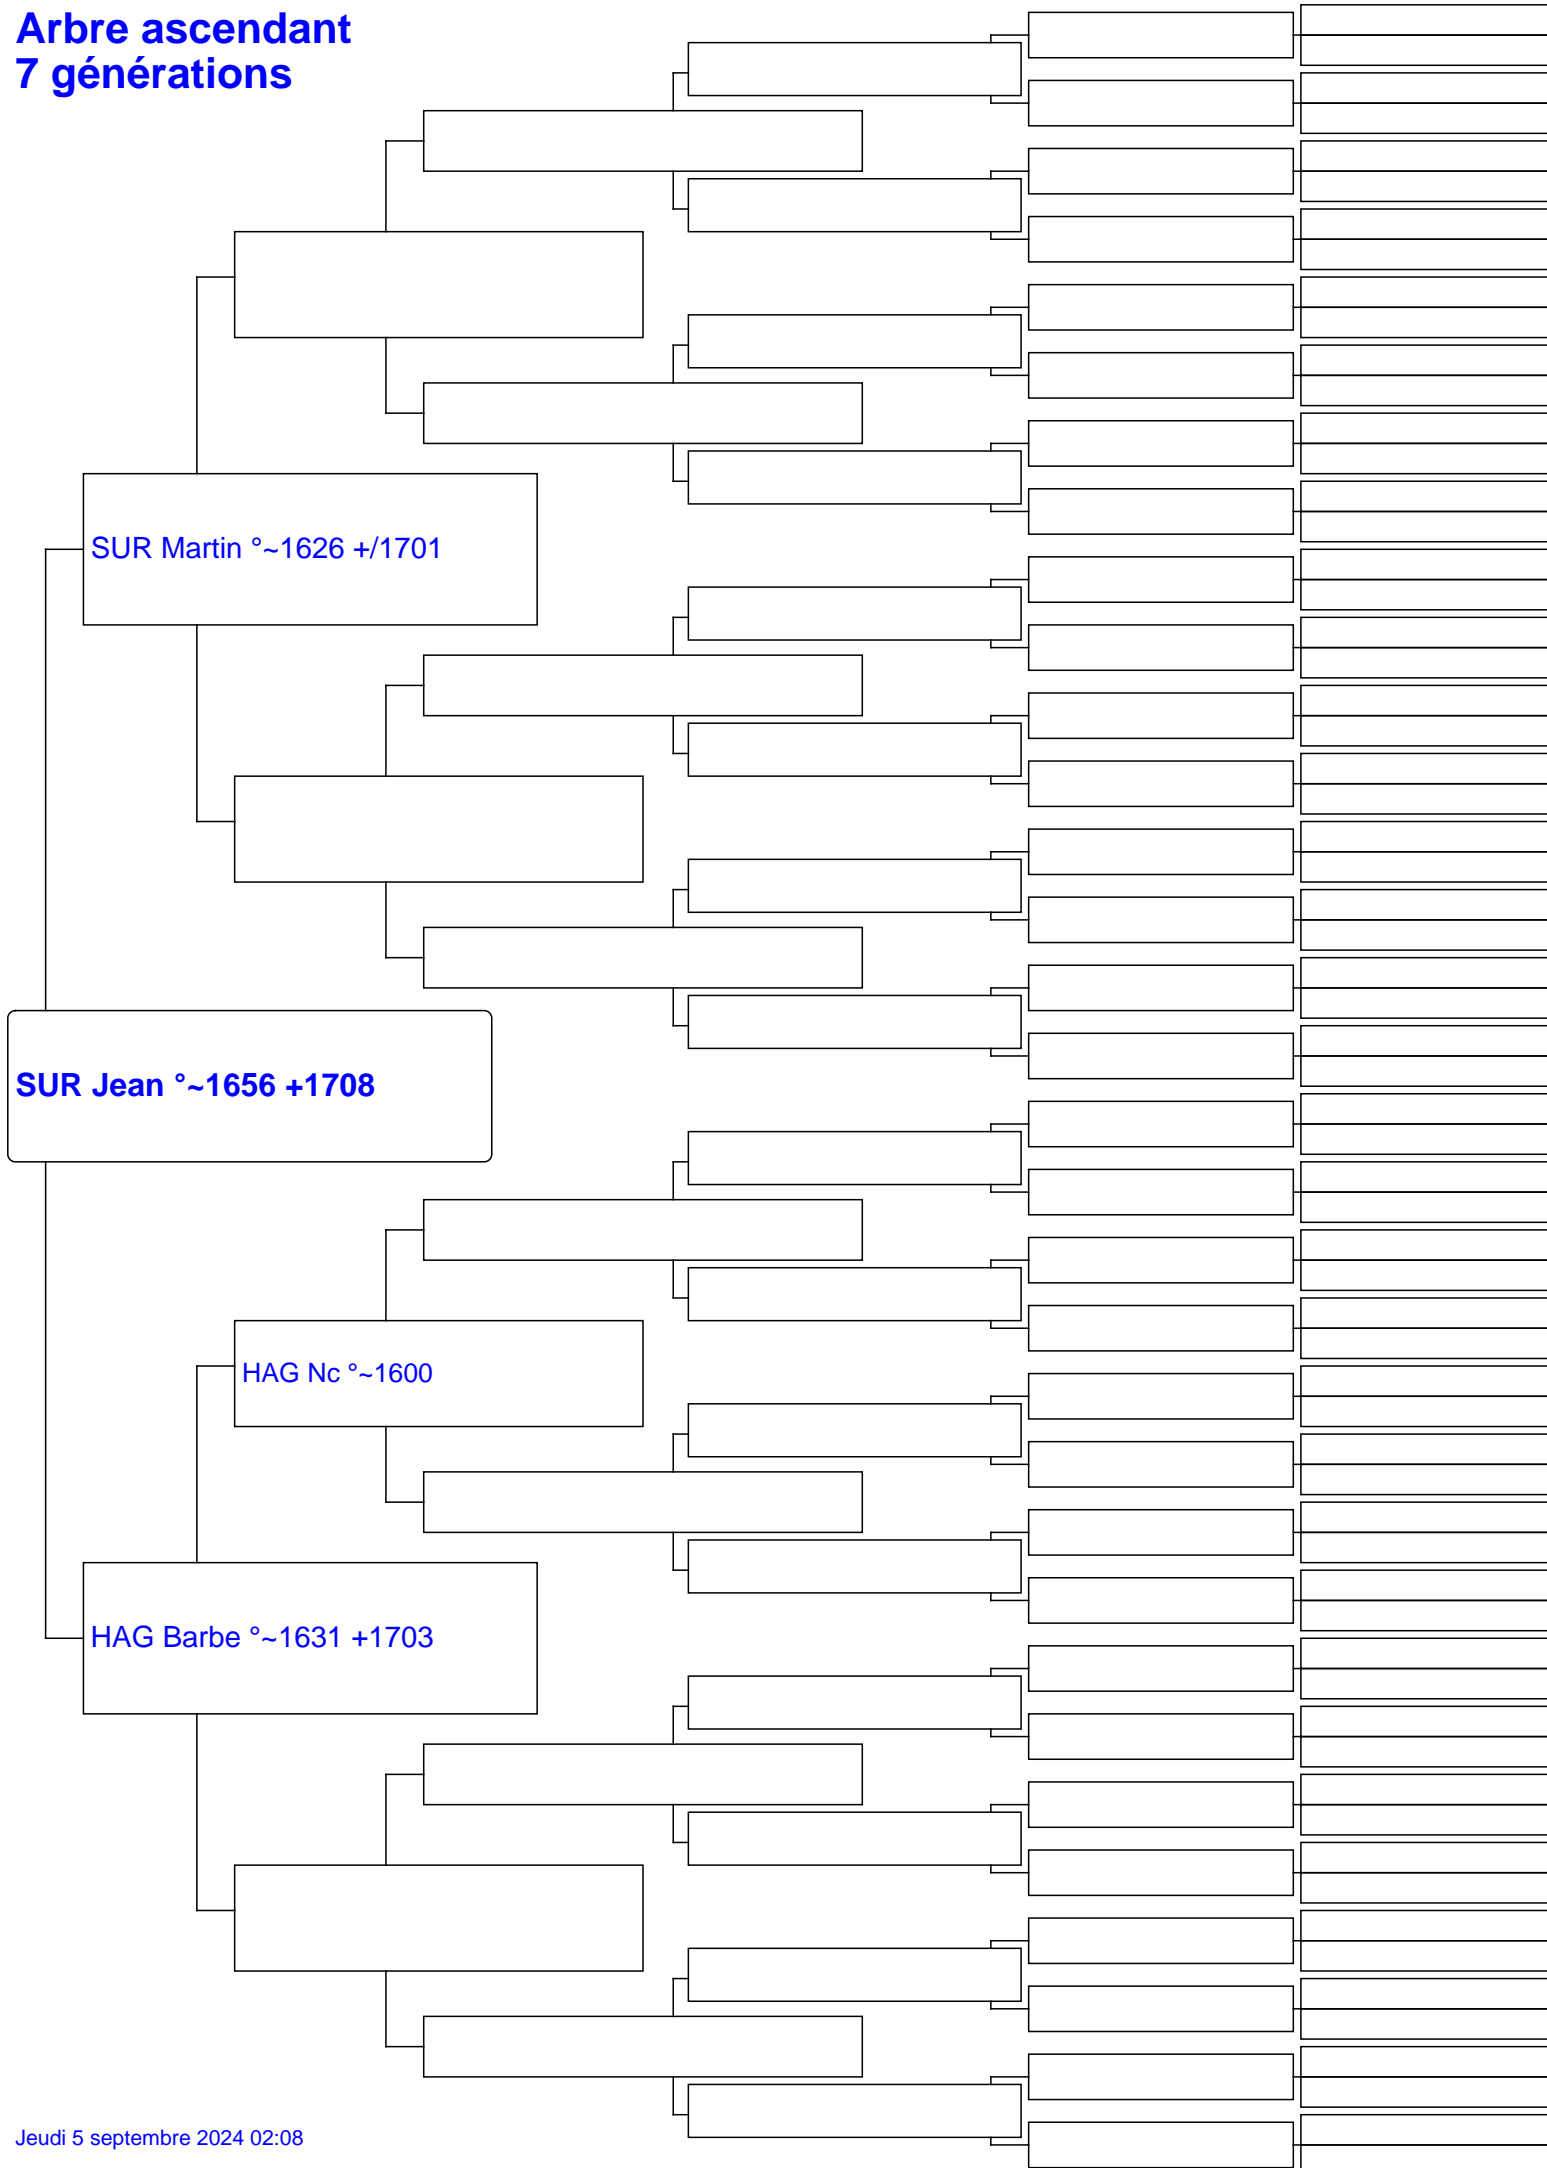 Arbre ascendant
7 générations
SUR Martin °~1626 +/1701
SUR Jean °~1656 +1708
HAG Nc °~1600
HAG Barbe °~1631 +1703
Jeudi 5 septembre 2024 02:08